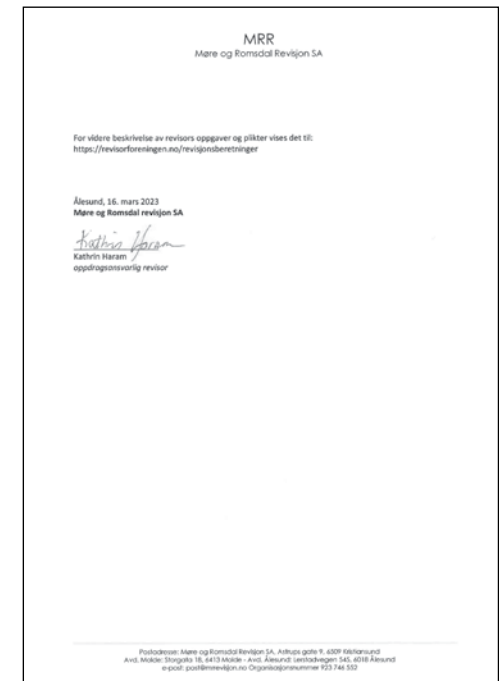 MRR
Møre og Romsdal Revisjon SA
For videre beskrivelse av revisors oppgaver og plikter vises det til:
https://revisorforeningen.no/revisjonsberetninger
Ålesund, 16. mars 2023
Møre og Romsdal revisjon SA
Kathrin Haram
Kathrin Haram
oppdragsansvarlig revisor
Postadresse: Møre og Romsdal Revisjon SA, Astrups gate 9, 6509 Kristiansund
Avd. Molde: Storgata 18, 6413 Molde - Avd. Ålesund: Lerstadvegen 545, 6018 Ålesund
e-post: post@mrrevisjon.no Organisasjonsnummer 923 746 552